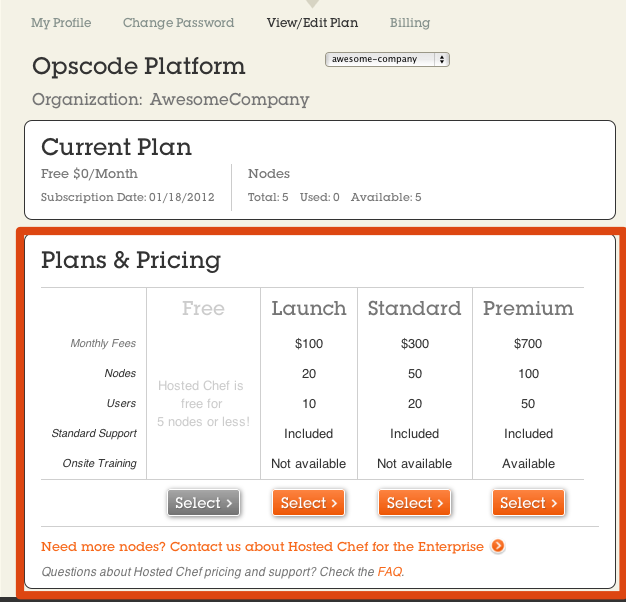 My Profile Change Password View/Edit Plan Billing
Opscode Platform awesome-company
Organization: AwesomeCompany
Current Plan
Free $0/Month Nodes
Subscription Date: 01/18/2012 Total: 5 Used: 0 Available: 5
Plans & Pricing
Free Launch Standard Premium
Monthly Fees $100 $300 $700
Nodes 20 50 100
Hosted Chef is
free for
5 nodes or less!
Users 10 20 50
Standard Support Included Included Included
Onsite Training Not available Not available Available
Select > Select > Select > Select >
Need more nodes? Contact us about Hosted Chef for the Enterprise
Questions about Hosted Chef pricing and support? Check the FAQ.